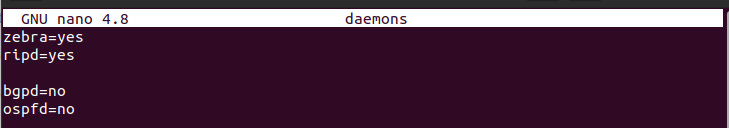 GNU nano 4.8 daemons
zebra=yes
ripd=yes
bgpd=no
ospfd=no